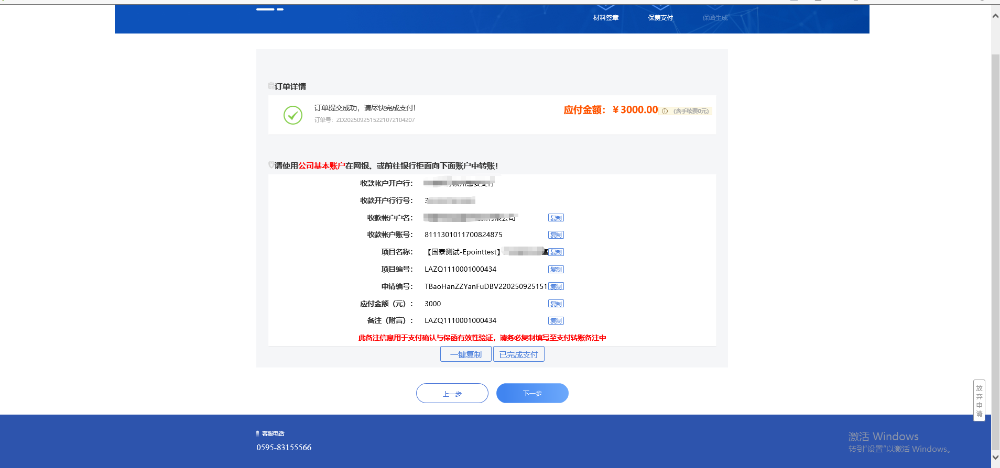 材料签章 保费支付 保函生成
订单详情
订单提交成功，请尽快完成支付!
应付金额：￥3000.00 (含手续费0元)
订单号：ZD2025092515221072104207
请使用公司基本账户在网银、或前往银行柜面向下面账户中转账！
收款帐户开户行：
收款开户行行号：3
收款帐户户名：有限公司 复制
收款帐户账号：8111301011700824875 复制
项目名称：【国泰测试-Epointtest】 富 复制
项目编号：LAZQ1110001000434 复制
申请编号：TBaoHanZZYanFuDBV220250925151 复制
应付金额（元）：3000 复制
备注（附言）：LAZQ1110001000434 复制
此备注信息用于支付确认与保函有效性验证，请务必复制填写至支付转账备注中
一键复制 已完成支付
上一步 下一步
放弃申请
客服电话
0595-83155566
激活 Windows
转到“设置”以激活 Windows。